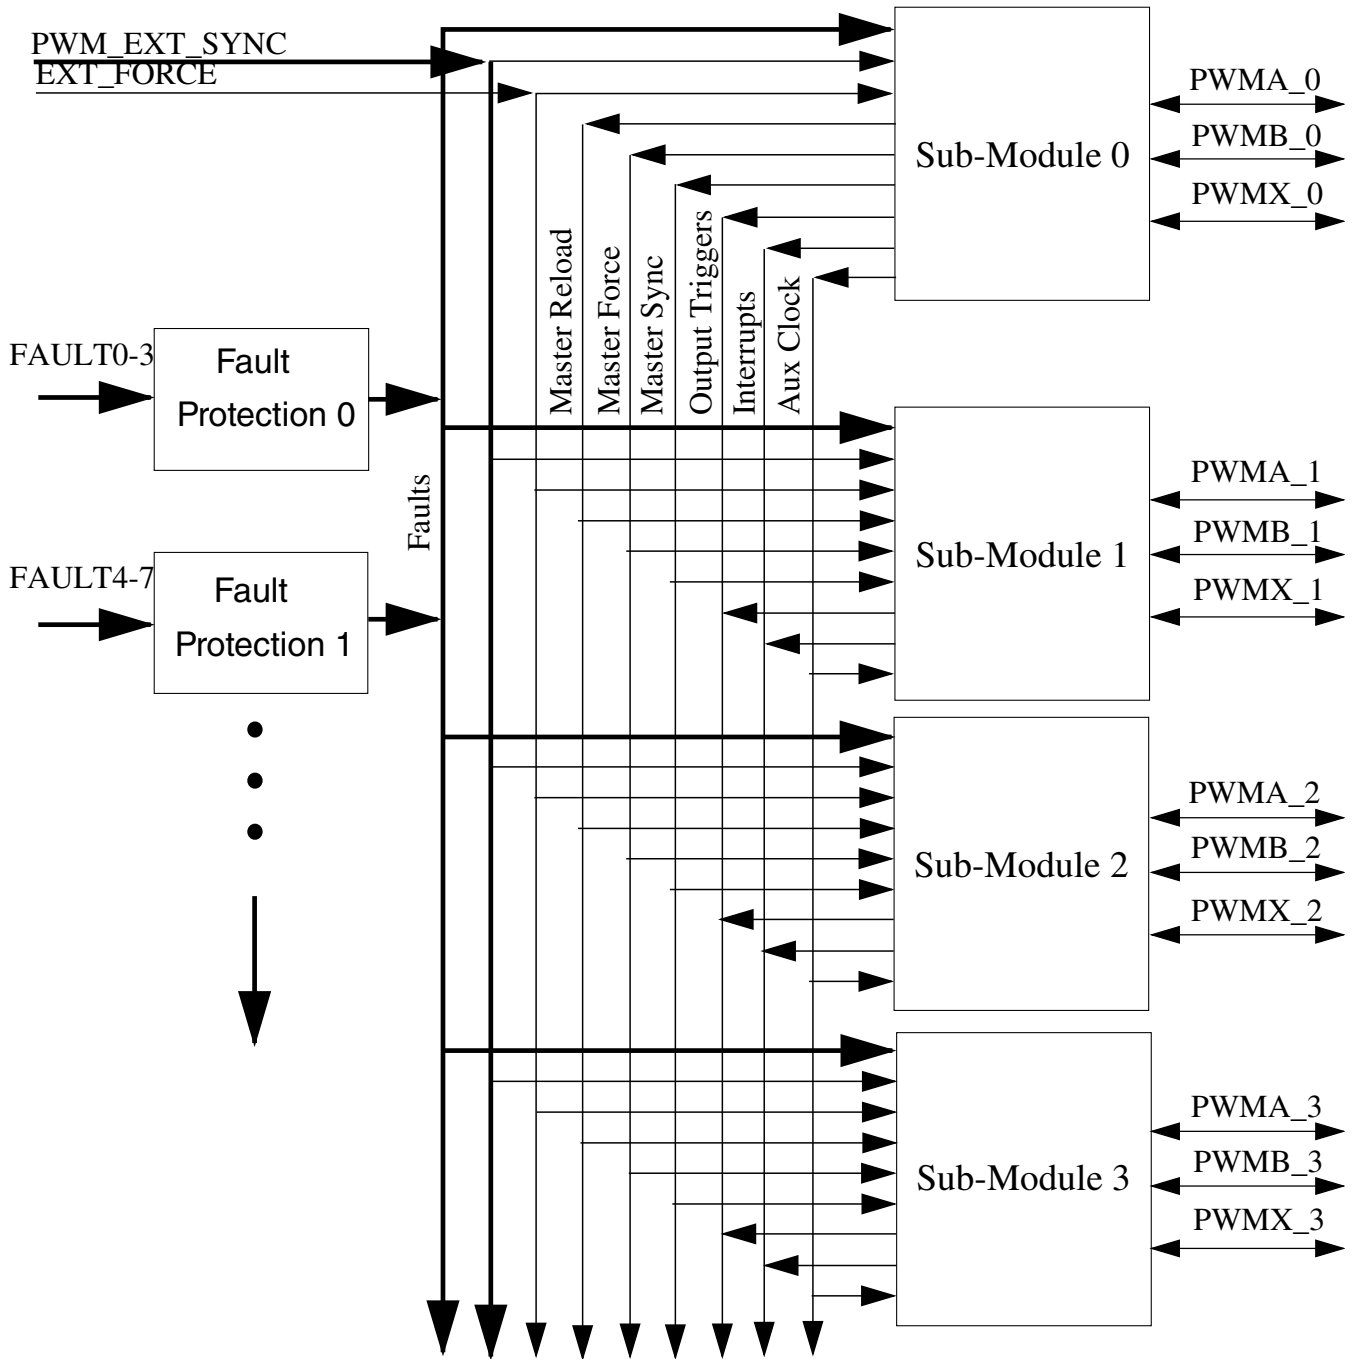 PWM_EXT_SYNC
EXT_FORCE
Sub-Module 0
PWMA_0
PWMB_0
PWMX_0
Master Reload
Master Force
Master Sync
Output Triggers
Interrupts
Aux Clock
FAULT0-3
Fault
Protection 0
Faults
Sub-Module 1
PWMA_1
PWMB_1
PWMX_1
FAULT4-7
Fault
Protection 1
Sub-Module 2
PWMA_2
PWMB_2
PWMX_2
Sub-Module 3
PWMA_3
PWMB_3
PWMX_3